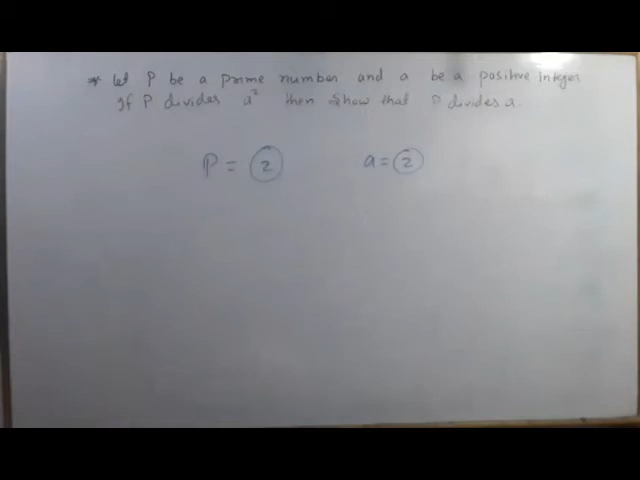 * Let P be a prime number and a be a positive integer
If P divides a² then show that P divides a.
P = 2 a = 2